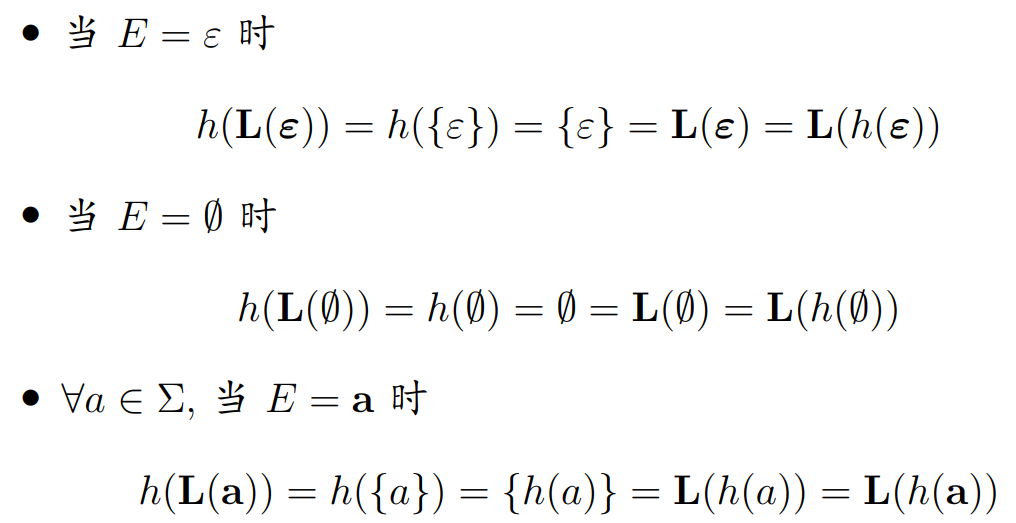 • 当 E = ε 时
h(L(ε)) = h({ε}) = {ε} = L(ε) = L(h(ε))
• 当 E = ∅ 时
h(L(∅)) = h(∅) = ∅ = L(∅) = L(h(∅))
• ∀a ∈ Σ, 当 E = a 时
h(L(a)) = h({a}) = {h(a)} = L(h(a)) = L(h(a))